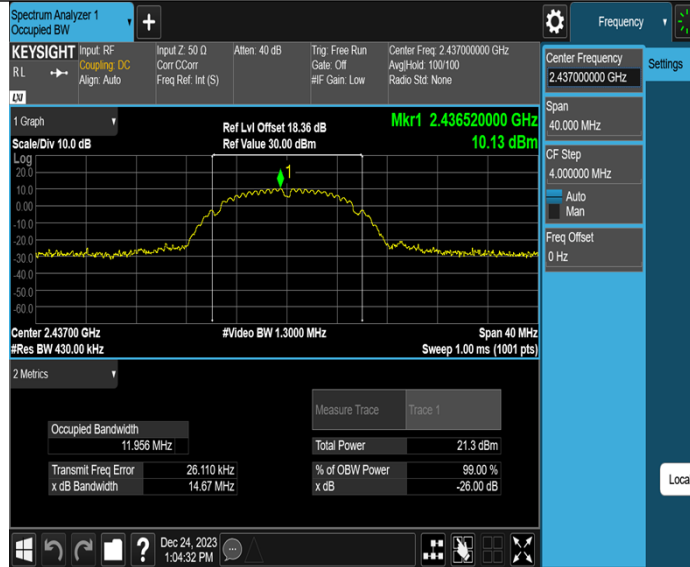 Spectrum Analyzer 1
Occupied BW
Frequency
KEYSIGHT Input: RF Input Z: 50 Ω Atten: 40 dB Trig: Free Run Center Freq: 2.437000000 GHz
RL Coupling: DC Corr CCorr Gate: Off Avg|Hold: 100/100
Align: Auto Freq Ref: Int (S) #IF Gain: Low Radio Std: None
LXI
Center Frequency
2.437000000 GHz
Settings
Span
40.000 MHz
CF Step
4.000000 MHz
Auto
Man
Freq Offset
0 Hz
1 Graph
Ref Lvl Offset 18.36 dB
Mkr1 2.436520000 GHz
Scale/Div 10.0 dB
Ref Value 30.00 dBm
10.13 dBm
Log
1
20.0
10.0
0.00
-10.0
-20.0
-30.0
-40.0
-50.0
-60.0
Center 2.43700 GHz #Video BW 1.3000 MHz Span 40 MHz
#Res BW 430.00 kHz Sweep 1.00 ms (1001 pts)
2 Metrics
Measure Trace Trace 1
Occupied Bandwidth
11.956 MHz
Total Power 21.3 dBm
Transmit Freq Error 26.110 kHz % of OBW Power 99.00 %
x dB Bandwidth 14.67 MHz x dB -26.00 dB
Loca
?
Dec 24, 2023
1:04:32 PM